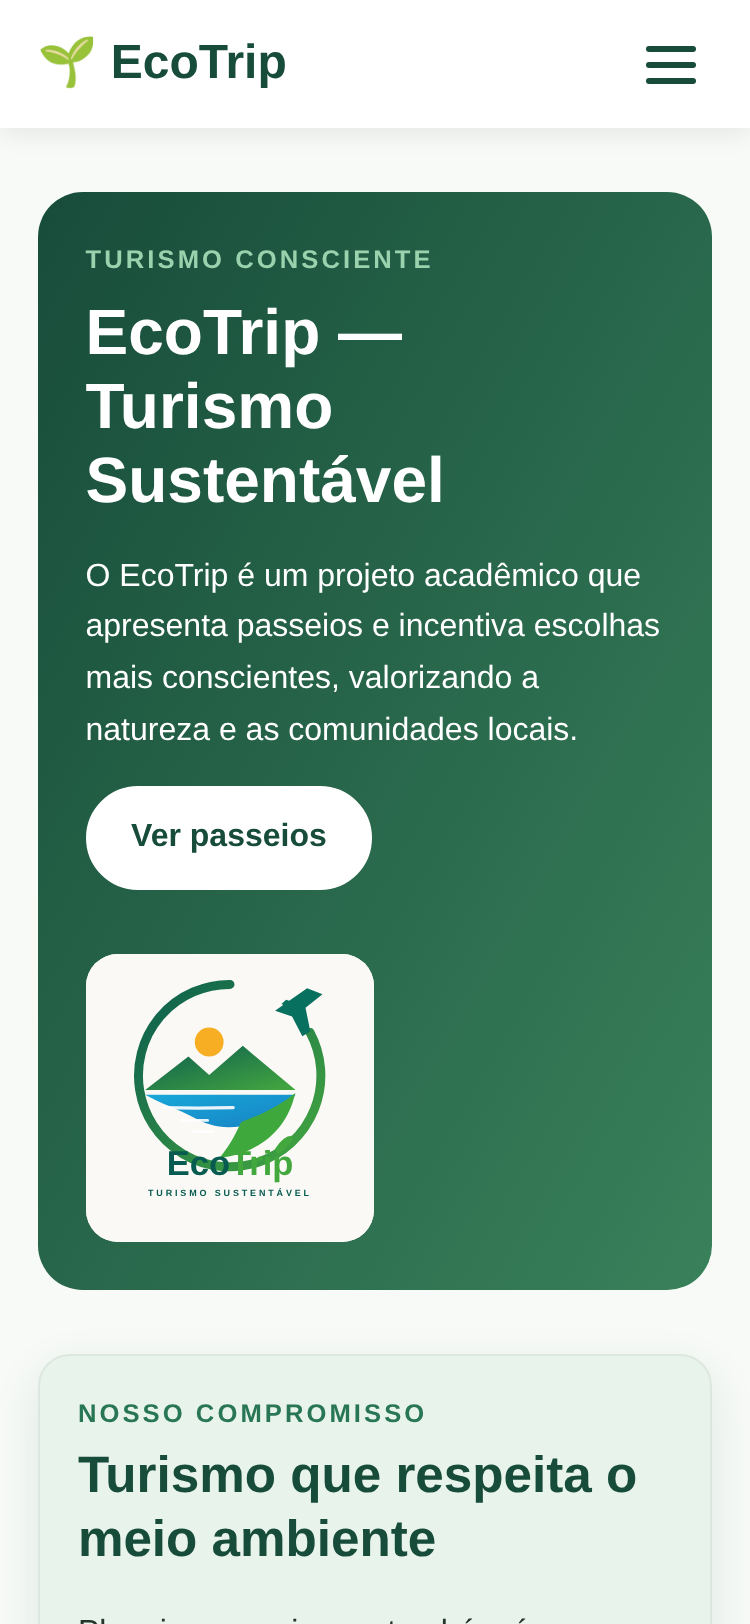 EcoTrip
TURISMO CONSCIENTE
EcoTrip —
Turismo
Sustentável
O EcoTrip é um projeto acadêmico que
apresenta passeios e incentiva escolhas
mais conscientes, valorizando a
natureza e as comunidades locais.
Ver passeios
EcoTrip
TURISMO SUSTENTÁVEL
NOSSO COMPROMISSO
Turismo que respeita o
meio ambiente